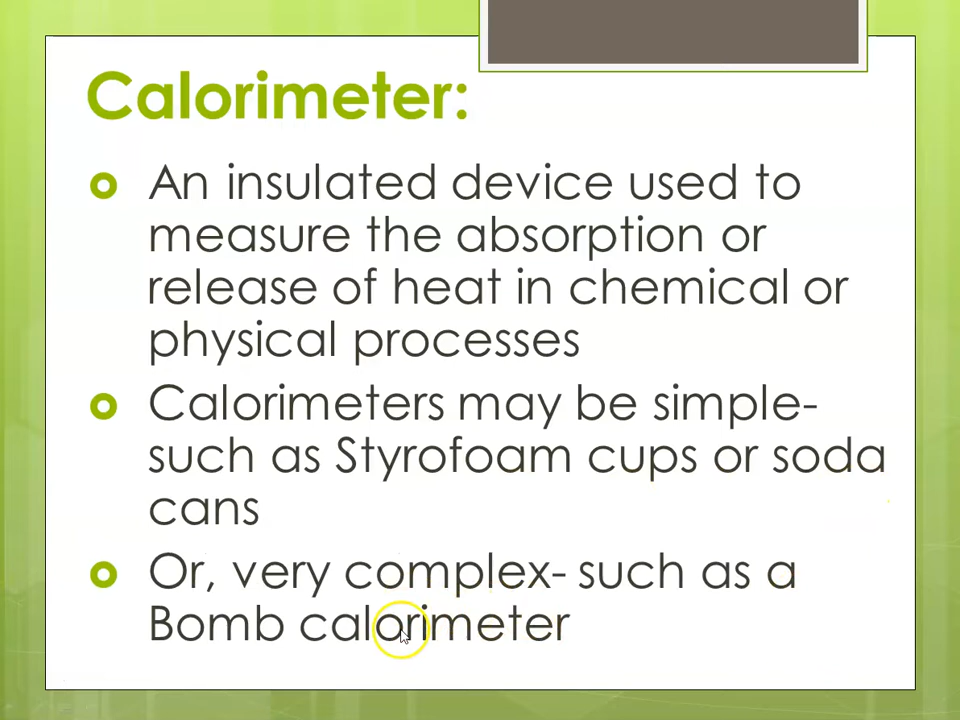 Calorimeter:
An insulated device used to
measure the absorption or
release of heat in chemical or
physical processes
Calorimeters may be simple-
such as Styrofoam cups or soda
cans
Or, very complex- such as a
Bomb calorimeter